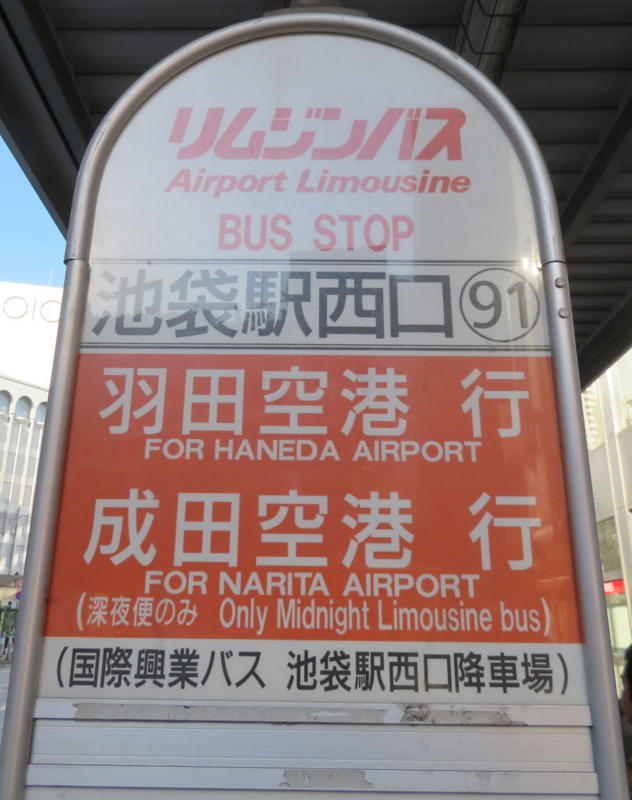 リムジンバス
Airport Limousine
BUS STOP
池袋駅西口 91
羽田空港 行
FOR HANEDA AIRPORT
成田空港 行
FOR NARITA AIRPORT
(深夜便のみ Only Midnight Limousine bus)
(国際興業バス 池袋駅西口降車場)